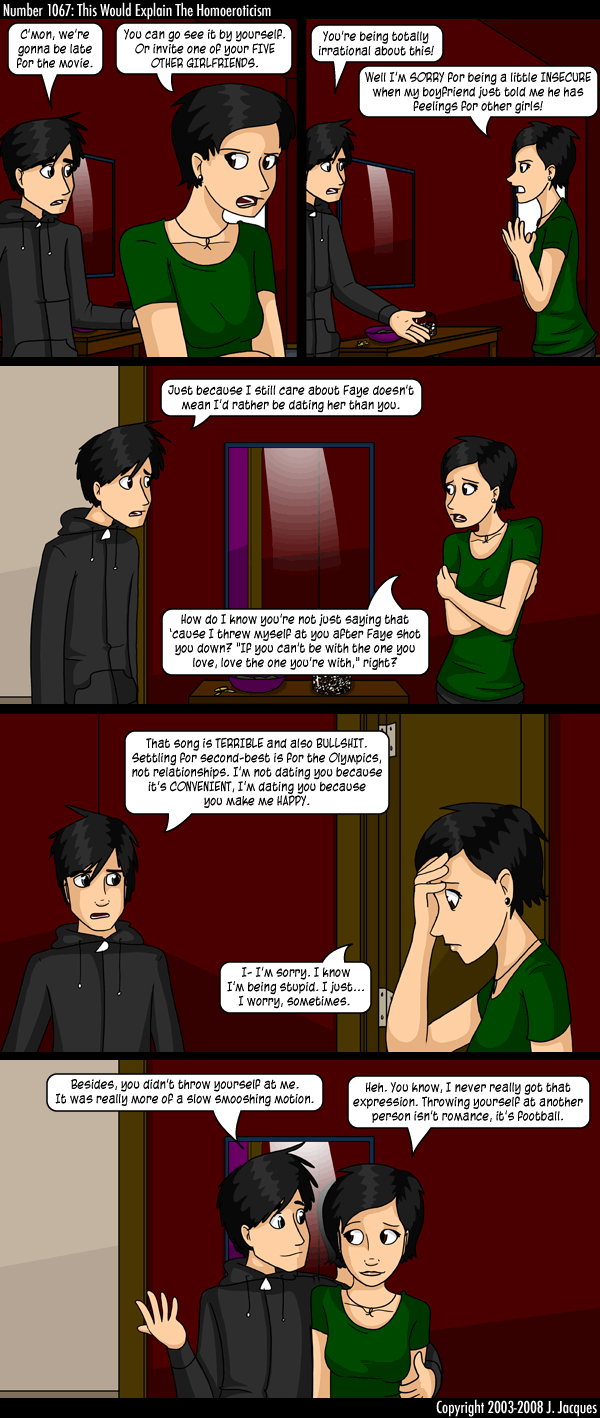 Number 1067: This Would Explain The Homoeroticism
C'mon, we're
gonna be late
for the movie.
You can go see it by yourself.
Or invite one of your FIVE
OTHER GIRLFRIENDS.
You're being totally
irrational about this!
Well I'm SORRY for being a little INSECURE
when my boyfriend just told me he has
feelings for other girls!
Just because I still care about Faye doesn't
mean I'd rather be dating her than you.
How do I know you're not just saying that
'cause I threw myself at you after Faye shot
you down? "If you can't be with the one you
love, love the one you're with," right?
That song is TERRIBLE and also BULLSHIT.
Settling for second-best is for the Olympics,
not relationships. I'm not dating you because
it's CONVENIENT, I'm dating you because
you make me HAPPY.
I- I'm sorry. I know
I'm being stupid. I just...
I worry, sometimes.
Besides, you didn't throw yourself at me.
It was really more of a slow smooshing motion.
Heh. You know, I never really got that
expression. Throwing yourself at another
person isn't romance, it's football.
Copyright 2003-2008 J. Jacques